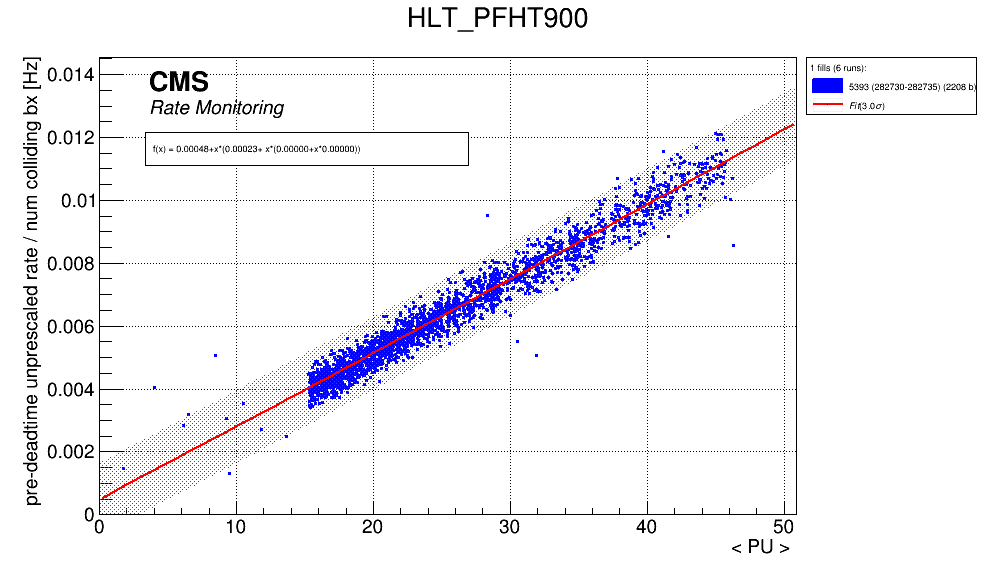 HLT_PFHT900
pre-deadtime unprescaled rate / num colliding bx [Hz]
0.014
0.012
0.01
0.008
0.006
0.004
0.002
0
CMS
Rate Monitoring
f(x) = 0.00048+x*(0.00023+ x*(0.00000+x*0.00000))
1 fills (6 runs):
5393 (282730-282735) (2208 b)
Fit(3.0σ)
0 10 20 30 40 50
< PU >